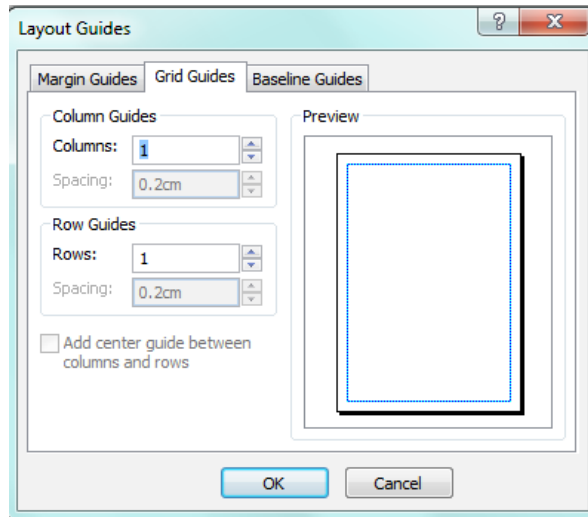 Layout Guides
?
Margin Guides Grid Guides Baseline Guides
Column Guides
Columns: 1
Spacing: 0.2cm
Row Guides
Rows: 1
Spacing: 0.2cm
Add center guide between
columns and rows
Preview
OK Cancel